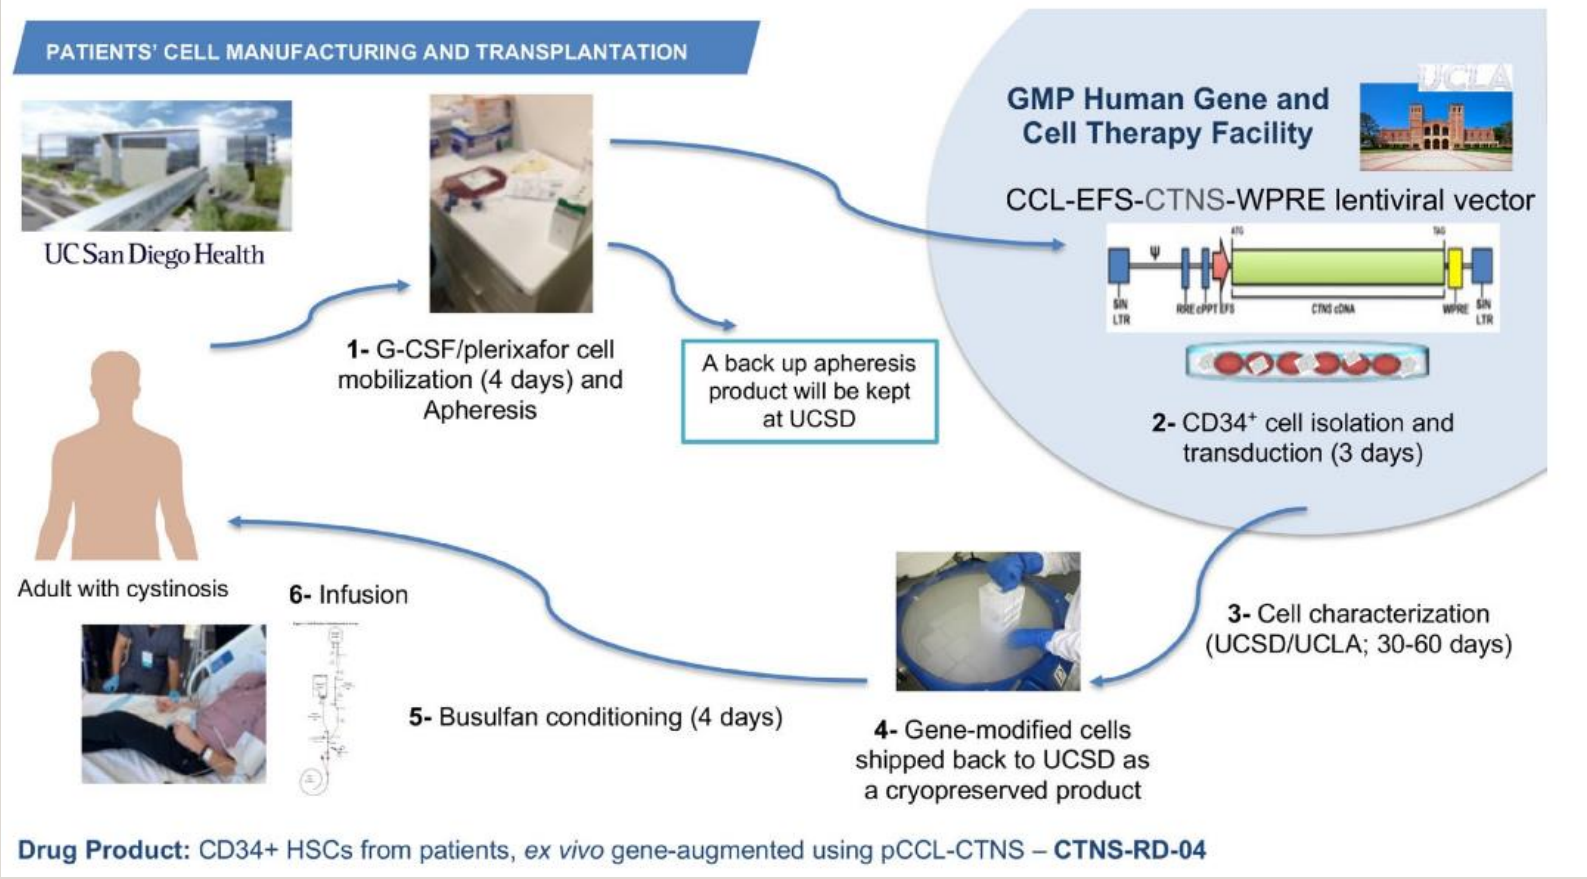 PATIENTS' CELL MANUFACTURING AND TRANSPLANTATION
UC San Diego Health
1- G-CSF/plerixafor cell
mobilization (4 days) and
Apheresis
A back up apheresis
product will be kept
at UCSD
UCLA
GMP Human Gene and
Cell Therapy Facility
CCL-EFS-CTNS-WPRE lentiviral vector
ATG
TAG
Ψ
SIN
LTR
RRE cPPT EFS
CTNS cDNA
WPRE
SIN
LTR
2- CD34⁺ cell isolation and
transduction (3 days)
3- Cell characterization
(UCSD/UCLA; 30-60 days)
4- Gene-modified cells
shipped back to UCSD as
a cryopreserved product
5- Busulfan conditioning (4 days)
6- Infusion
Adult with cystinosis
Drug Product: CD34+ HSCs from patients, ex vivo gene-augmented using pCCL-CTNS – CTNS-RD-04